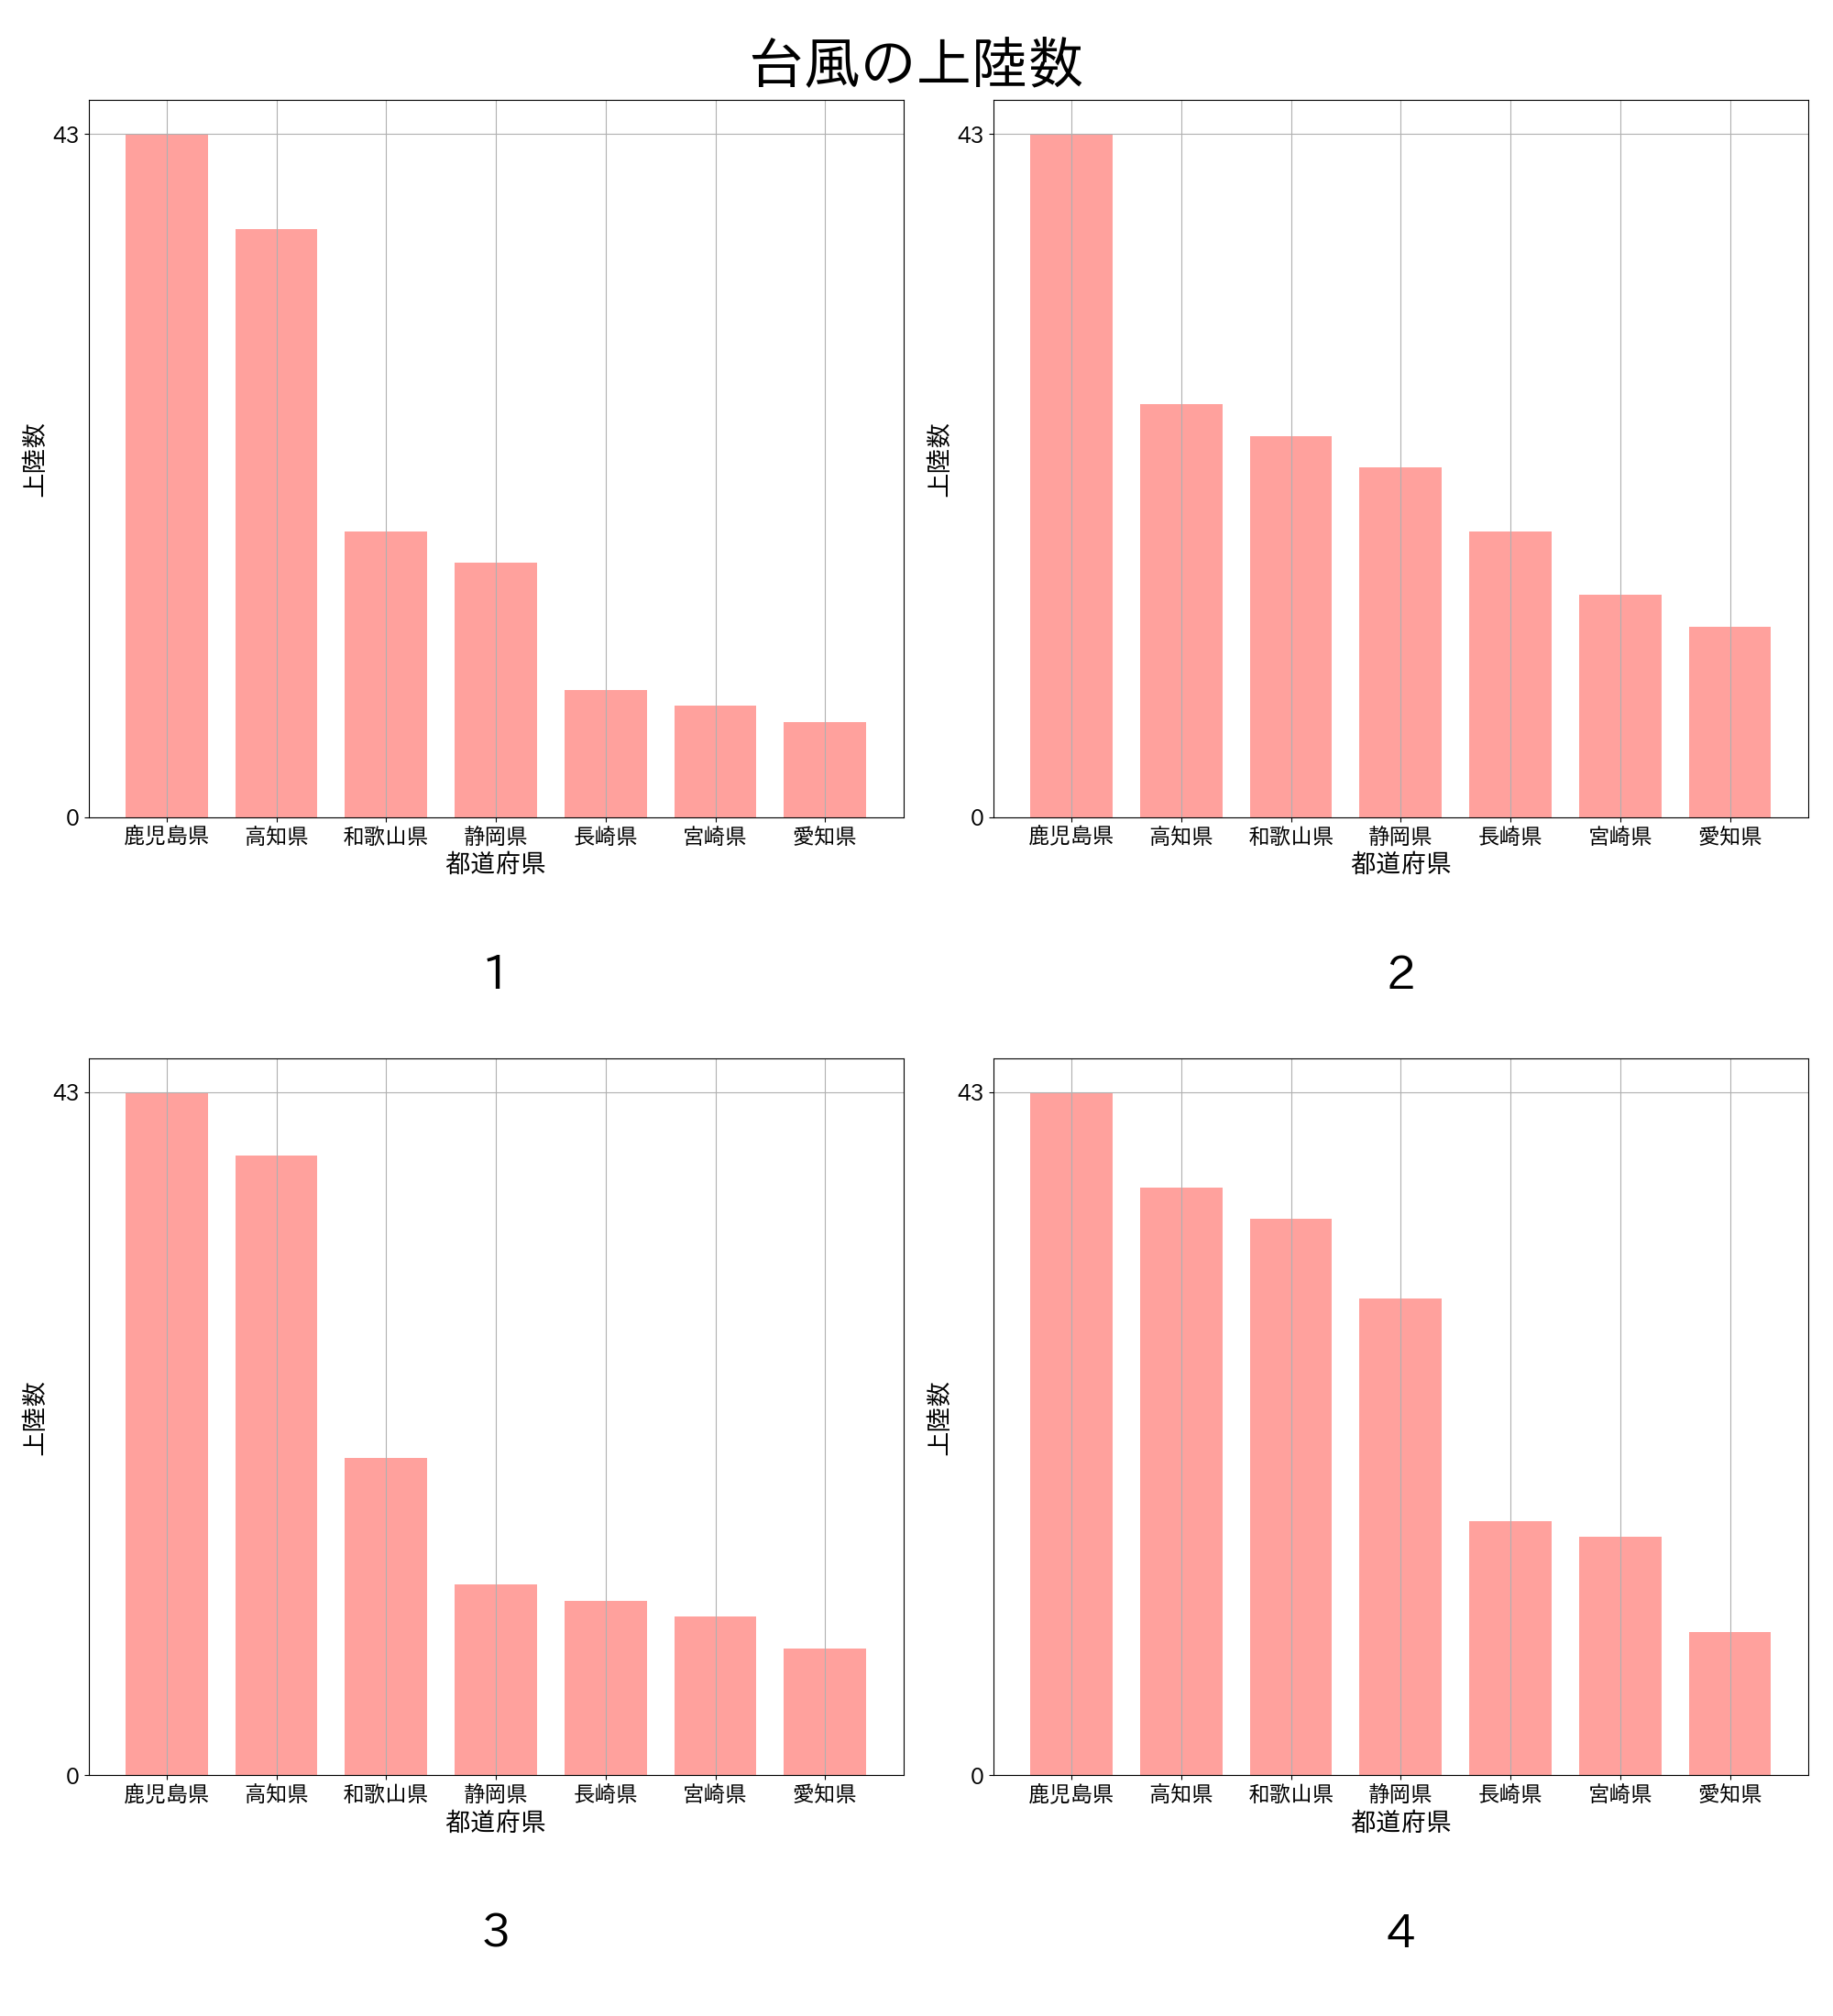 台風の上陸数
43
0
上陸数
鹿児島県 高知県 和歌山県 静岡県 長崎県 宮崎県 愛知県
都道府県
1
43
0
上陸数
鹿児島県 高知県 和歌山県 静岡県 長崎県 宮崎県 愛知県
都道府県
2
43
0
上陸数
鹿児島県 高知県 和歌山県 静岡県 長崎県 宮崎県 愛知県
都道府県
3
43
0
上陸数
鹿児島県 高知県 和歌山県 静岡県 長崎県 宮崎県 愛知県
都道府県
4